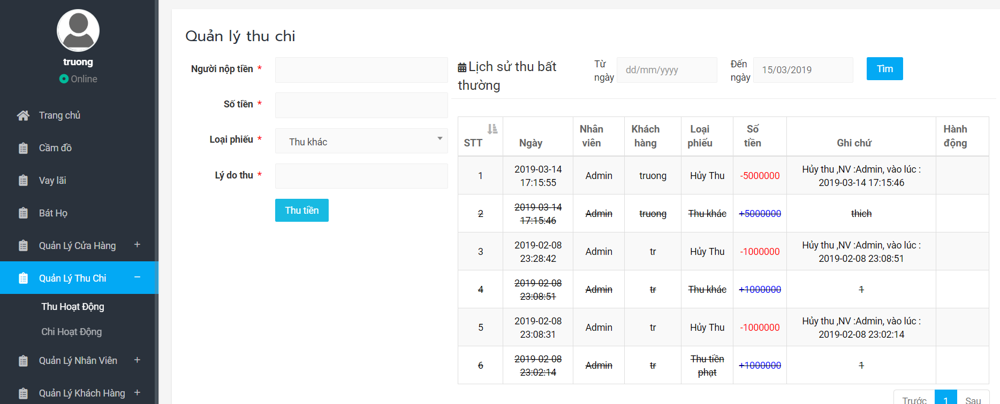 truong
Online
Trang chủ
Cầm đồ
Vay lãi
Bát Họ
Quản Lý Cửa Hàng +
Quản Lý Thu Chi −
Thu Hoạt Động
Chi Hoạt Động
Quản Lý Nhân Viên +
Quản Lý Khách Hàng +
Quản lý thu chi
Người nộp tiền *
Số tiền *
Loại phiếu * Thu khác
Lý do thu *
Thu tiền
Lịch sử thu bất
thường
Từ
ngày
dd/mm/yyyy
Đến
ngày
15/03/2019
Tìm
STT Ngày Nhân viên Khách hàng Loại phiếu Số tiền Ghi chứ Hành động
1 2019-03-14 17:15:55 Admin truong Hủy Thu -5000000 Hủy thu ,NV :Admin, vào lúc : 2019-03-14 17:15:46
2 2019-03-14 17:15:46 Admin truong Thu khác +5000000 thich
3 2019-02-08 23:28:42 Admin tr Hủy Thu -1000000 Hủy thu ,NV :Admin, vào lúc : 2019-02-08 23:08:51
4 2019-02-08 23:08:51 Admin tr Thu khác +1000000 1
5 2019-02-08 23:08:31 Admin tr Hủy Thu -1000000 Hủy thu ,NV :Admin, vào lúc : 2019-02-08 23:02:14
6 2019-02-08 23:02:14 Admin tr Thu tiền phạt +1000000 1
Trước 1 Sau